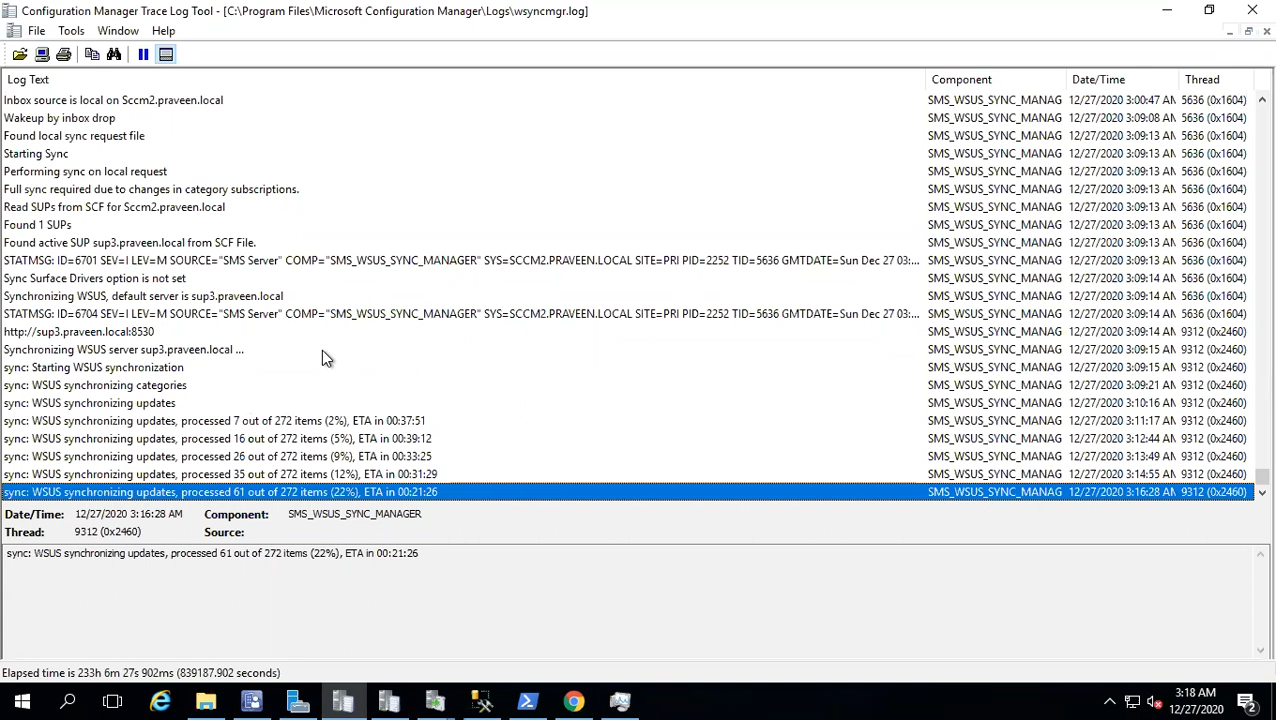 Configuration Manager Trace Log Tool - [C:\Program Files\Microsoft Configuration Manager\Logs\wsyncmgr.log]
File Tools Window Help
Log Text Component Date/Time Thread
Inbox source is local on Sccm2.praveen.local SMS_WSUS_SYNC_MANAG 12/27/2020 3:00:47 AM 5636 (0x1604)
Wakeup by inbox drop SMS_WSUS_SYNC_MANAG 12/27/2020 3:09:08 AM 5636 (0x1604)
Found local sync request file SMS_WSUS_SYNC_MANAG 12/27/2020 3:09:13 AM 5636 (0x1604)
Starting Sync SMS_WSUS_SYNC_MANAG 12/27/2020 3:09:13 AM 5636 (0x1604)
Performing sync on local request SMS_WSUS_SYNC_MANAG 12/27/2020 3:09:13 AM 5636 (0x1604)
Full sync required due to changes in category subscriptions. SMS_WSUS_SYNC_MANAG 12/27/2020 3:09:13 AM 5636 (0x1604)
Read SUPs from SCF for Sccm2.praveen.local SMS_WSUS_SYNC_MANAG 12/27/2020 3:09:13 AM 5636 (0x1604)
Found 1 SUPs SMS_WSUS_SYNC_MANAG 12/27/2020 3:09:13 AM 5636 (0x1604)
Found active SUP sup3.praveen.local from SCF File. SMS_WSUS_SYNC_MANAG 12/27/2020 3:09:13 AM 5636 (0x1604)
STATMSG: ID=6701 SEV=I LEV=M SOURCE="SMS Server" COMP="SMS_WSUS_SYNC_MANAGER" SYS=SCCM2.PRAVEEN.LOCAL SITE=PRI PID=2252 TID=5636 GMTDATE=Sun Dec 27 03:... SMS_WSUS_SYNC_MANAG 12/27/2020 3:09:13 AM 5636 (0x1604)
Sync Surface Drivers option is not set SMS_WSUS_SYNC_MANAG 12/27/2020 3:09:14 AM 5636 (0x1604)
Synchronizing WSUS, default server is sup3.praveen.local SMS_WSUS_SYNC_MANAG 12/27/2020 3:09:14 AM 5636 (0x1604)
STATMSG: ID=6704 SEV=I LEV=M SOURCE="SMS Server" COMP="SMS_WSUS_SYNC_MANAGER" SYS=SCCM2.PRAVEEN.LOCAL SITE=PRI PID=2252 TID=5636 GMTDATE=Sun Dec 27 03:... SMS_WSUS_SYNC_MANAG 12/27/2020 3:09:14 AM 5636 (0x1604)
http://sup3.praveen.local:8530 SMS_WSUS_SYNC_MANAG 12/27/2020 3:09:14 AM 9312 (0x2460)
Synchronizing WSUS server sup3.praveen.local ... SMS_WSUS_SYNC_MANAG 12/27/2020 3:09:15 AM 9312 (0x2460)
sync: Starting WSUS synchronization SMS_WSUS_SYNC_MANAG 12/27/2020 3:09:15 AM 9312 (0x2460)
sync: WSUS synchronizing categories SMS_WSUS_SYNC_MANAG 12/27/2020 3:09:21 AM 9312 (0x2460)
sync: WSUS synchronizing updates SMS_WSUS_SYNC_MANAG 12/27/2020 3:10:16 AM 9312 (0x2460)
sync: WSUS synchronizing updates, processed 7 out of 272 items (2%), ETA in 00:37:51 SMS_WSUS_SYNC_MANAG 12/27/2020 3:11:17 AM 9312 (0x2460)
sync: WSUS synchronizing updates, processed 16 out of 272 items (5%), ETA in 00:39:12 SMS_WSUS_SYNC_MANAG 12/27/2020 3:12:44 AM 9312 (0x2460)
sync: WSUS synchronizing updates, processed 26 out of 272 items (9%), ETA in 00:33:25 SMS_WSUS_SYNC_MANAG 12/27/2020 3:13:49 AM 9312 (0x2460)
sync: WSUS synchronizing updates, processed 35 out of 272 items (12%), ETA in 00:31:29 SMS_WSUS_SYNC_MANAG 12/27/2020 3:14:55 AM 9312 (0x2460)
sync: WSUS synchronizing updates, processed 61 out of 272 items (22%), ETA in 00:21:26 SMS_WSUS_SYNC_MANAG 12/27/2020 3:16:28 AM 9312 (0x2460)
Date/Time: 12/27/2020 3:16:28 AM Component: SMS_WSUS_SYNC_MANAGER
Thread: 9312 (0x2460) Source:
sync: WSUS synchronizing updates, processed 61 out of 272 items (22%), ETA in 00:21:26
Elapsed time is 233h 6m 27s 902ms (839187.902 seconds)
3:18 AM
12/27/2020
2